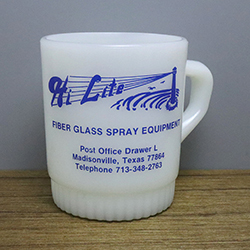 Hi Lite
FIBER GLASS SPRAY EQUIPMENT
Post Office Drawer L
Madisonville, Texas 77864
Telephone 713-348-2763